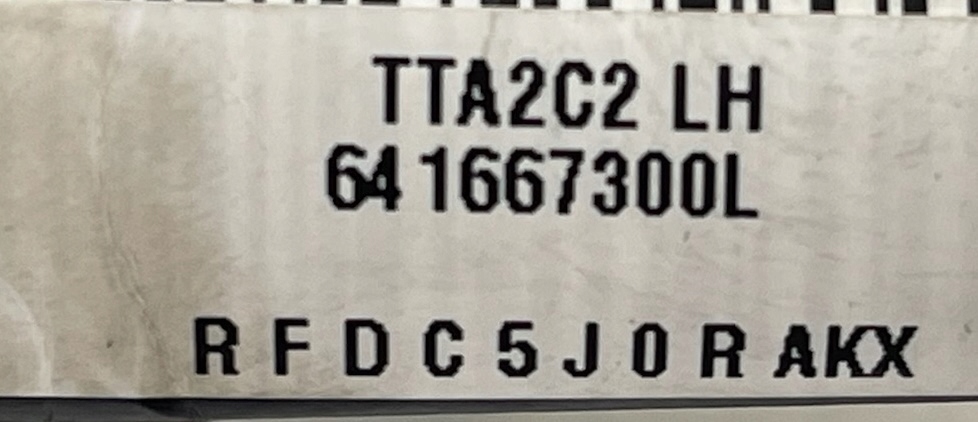 TTA2C2 LH
641667300L
R F D C 5 J 0 R AKX